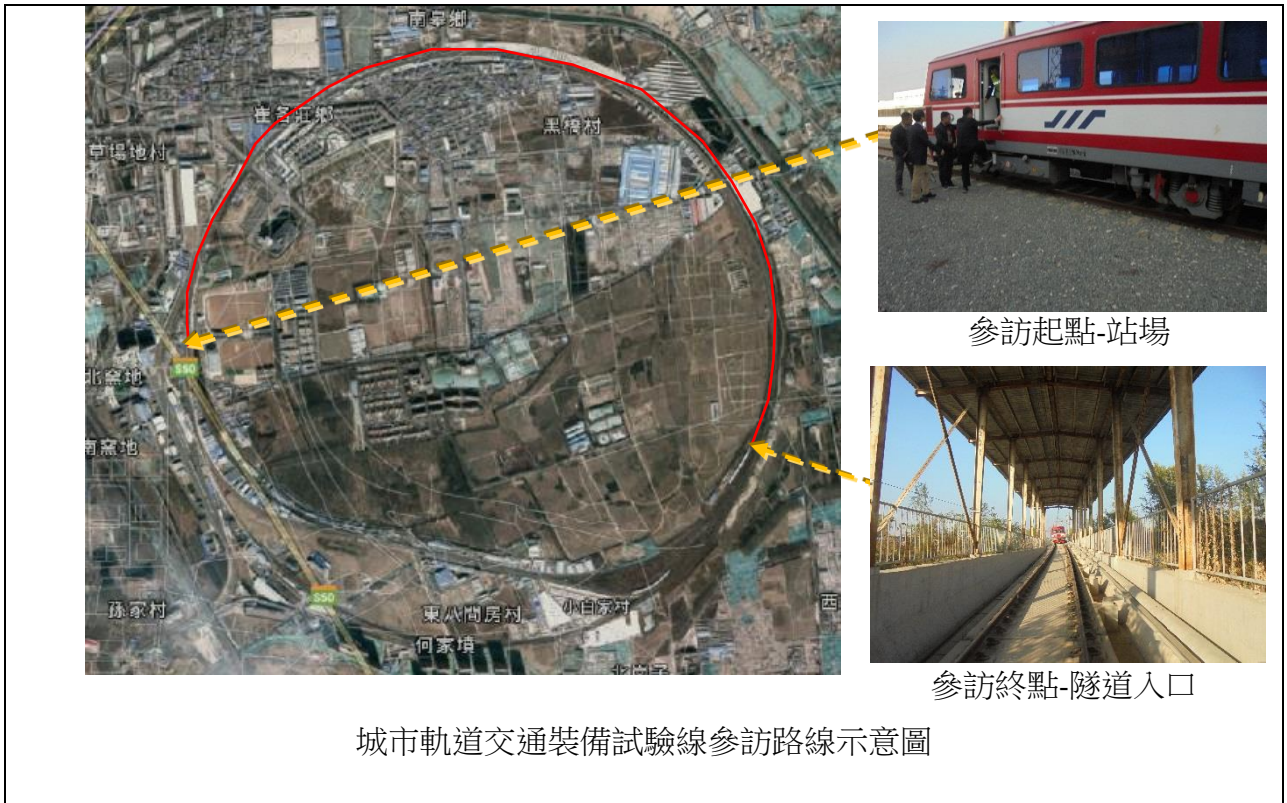 南皋鄉
崔各莊鄉
黑橋村
草場地村
S50
北窯地
南窯地
S50
孫家村
東八間房村
小白家村
何家墳
西
參訪起點-站場
參訪終點-隧道入口
城市軌道交通裝備試驗線參訪路線示意圖